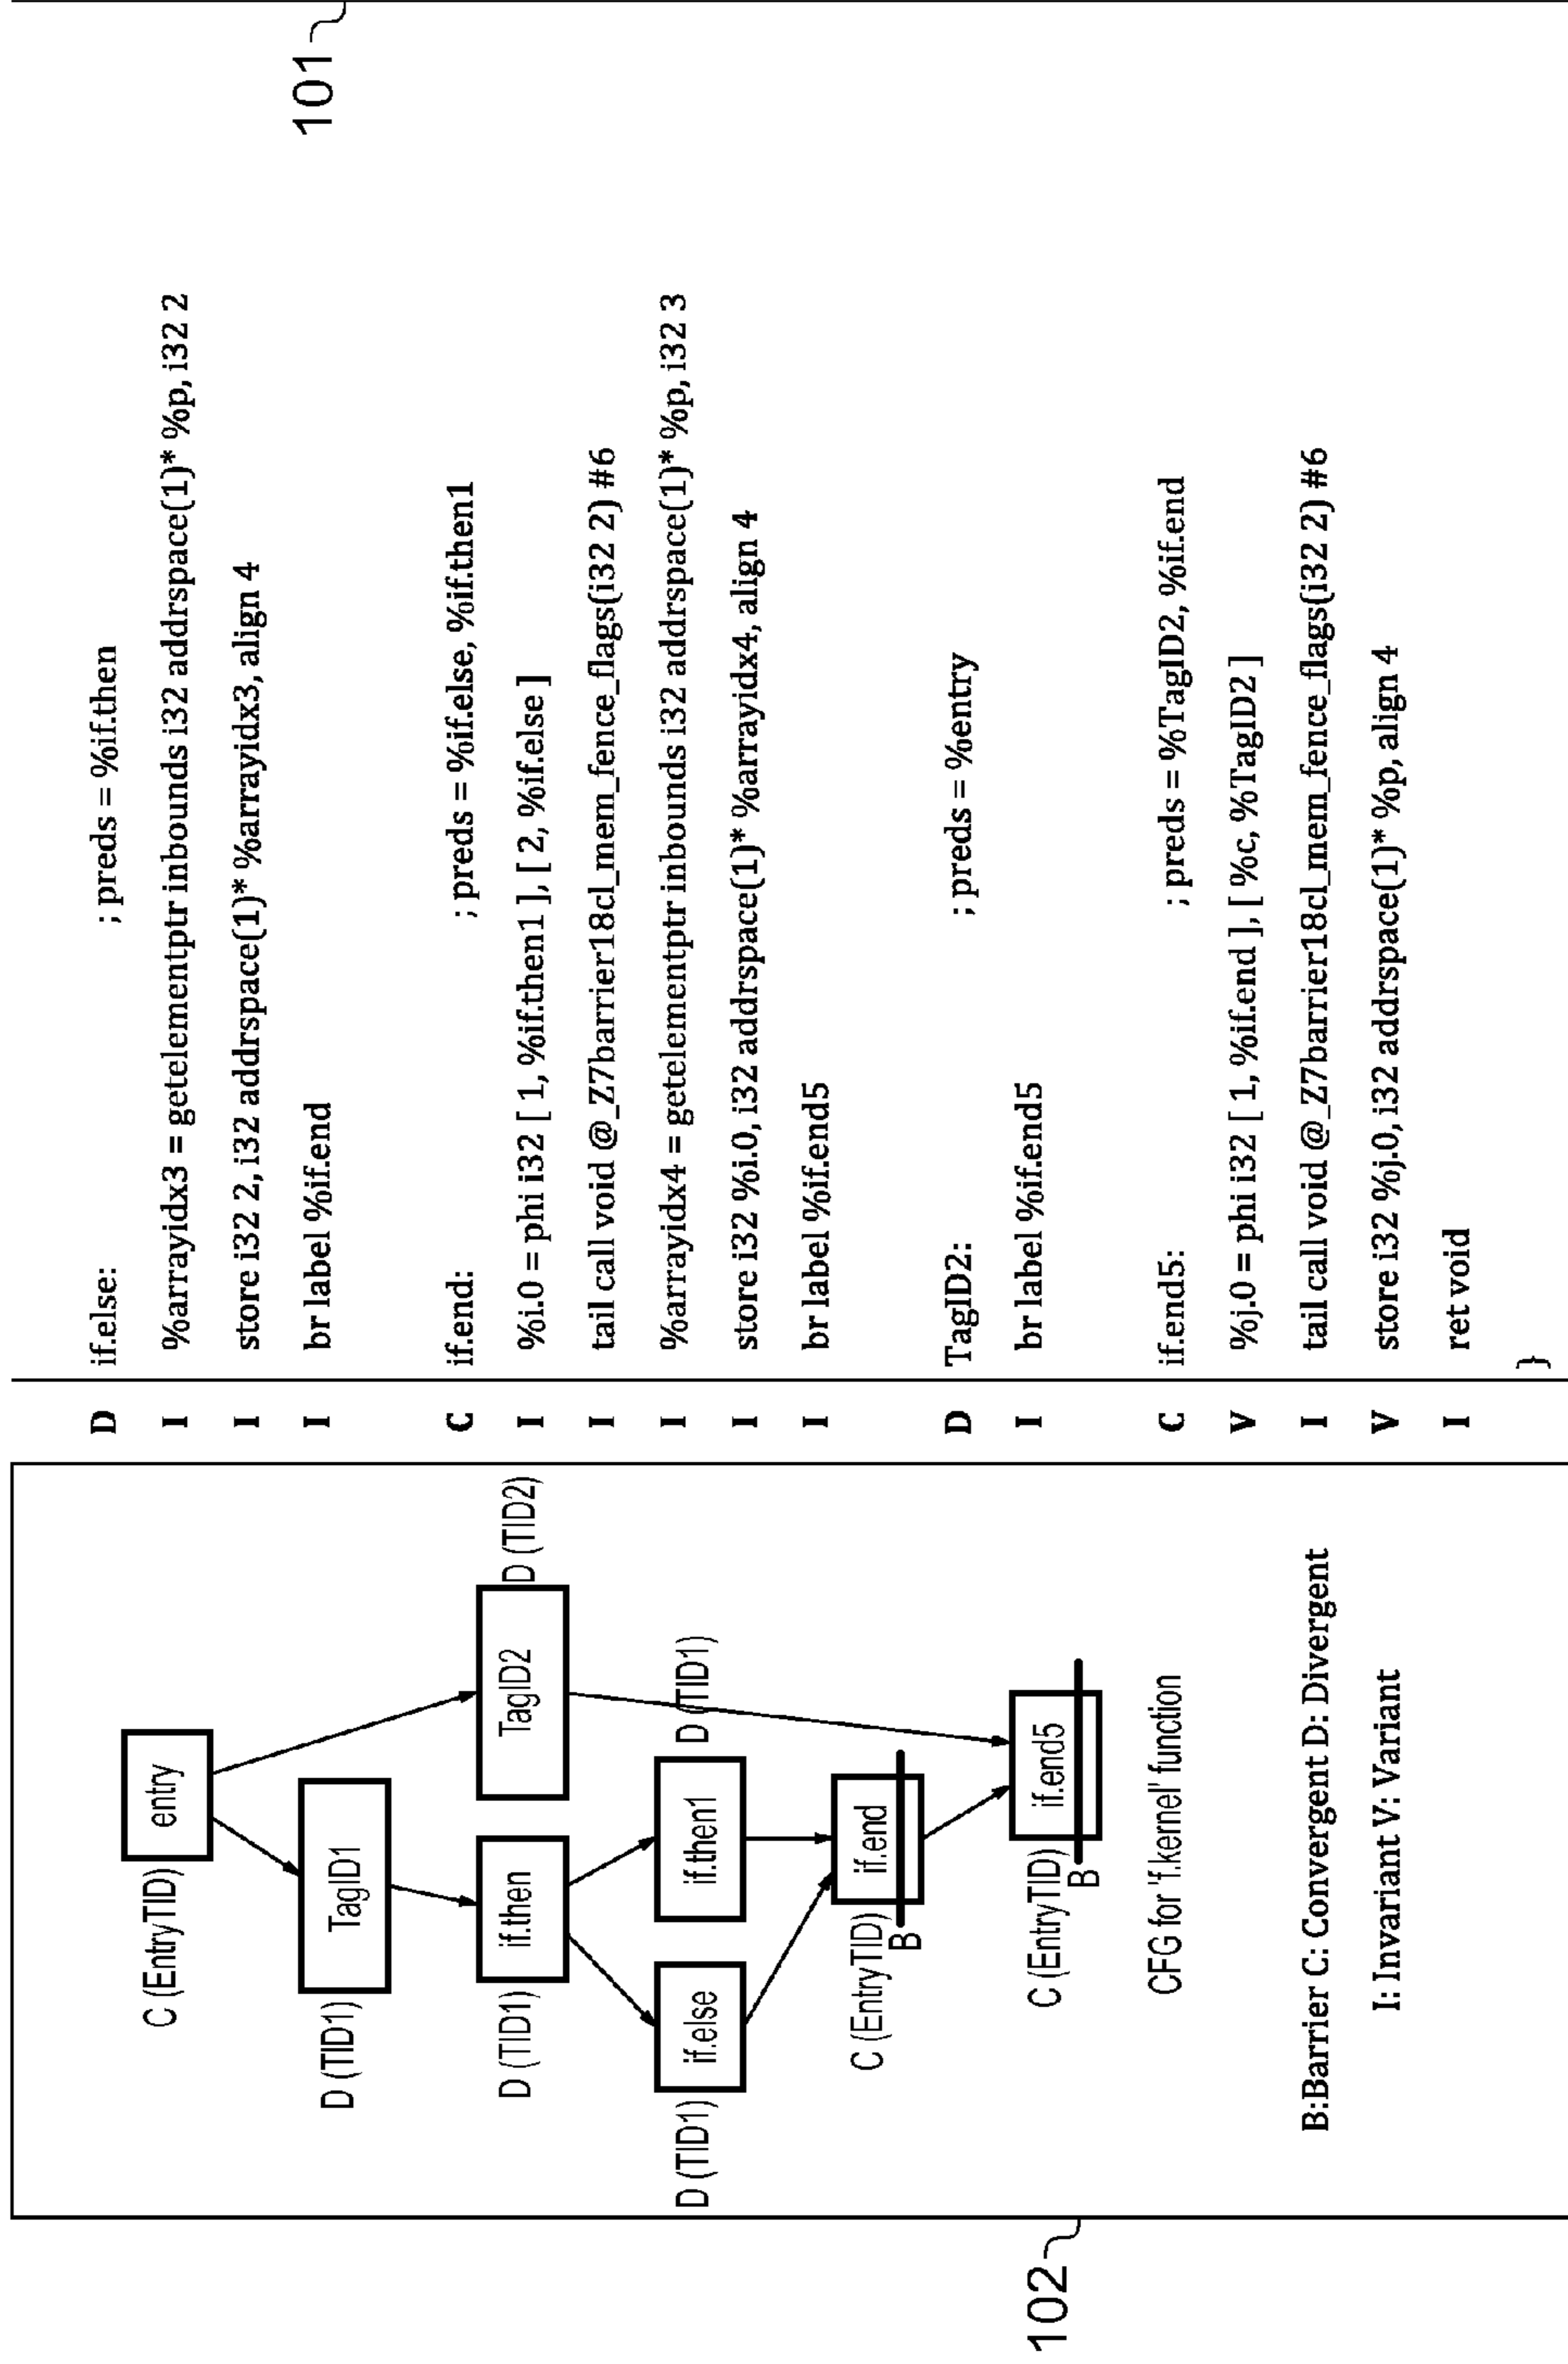 C (EntryTID)
entry
D (TID1)
TagID1
D (TID1)
if.then
TagID2
D (TID2)
D (TID1)
if.else
if.then1
D (TID1)
C (EntryTID)
if.end
B
C (EntryTID)
if.end5
B
CFG for 'f.kernel' function
B:Barrier C: Convergent D: Divergent
I: Invariant V: Variant
102
D if.else: ; preds = %if.then
I %arrayidx3 = getelementptr inbounds i32 addrspace(1)* %p, i32 2
I store i32 2, i32 addrspace(1)* %arrayidx3, align 4
I br label %if.end
C if.end: ; preds = %if.else, %if.then1
I %i.0 = phi i32 [ 1, %if.then1 ], [ 2, %if.else ]
I tail call void @_Z7barrier18cl_mem_fence_flags(i32 2) #6
I %arrayidx4 = getelementptr inbounds i32 addrspace(1)* %p, i32 3
I store i32 %i.0, i32 addrspace(1)* %arrayidx4, align 4
I br label %if.end5
D TagID2: ; preds = %entry
I br label %if.end5
C if.end5: ; preds = %TagID2, %if.end
V %j.0 = phi i32 [ 1, %if.end ], [ %c, %TagID2 ]
I tail call void @_Z7barrier18cl_mem_fence_flags(i32 2) #6
V store i32 %j.0, i32 addrspace(1)* %p, align 4
I ret void
}
101